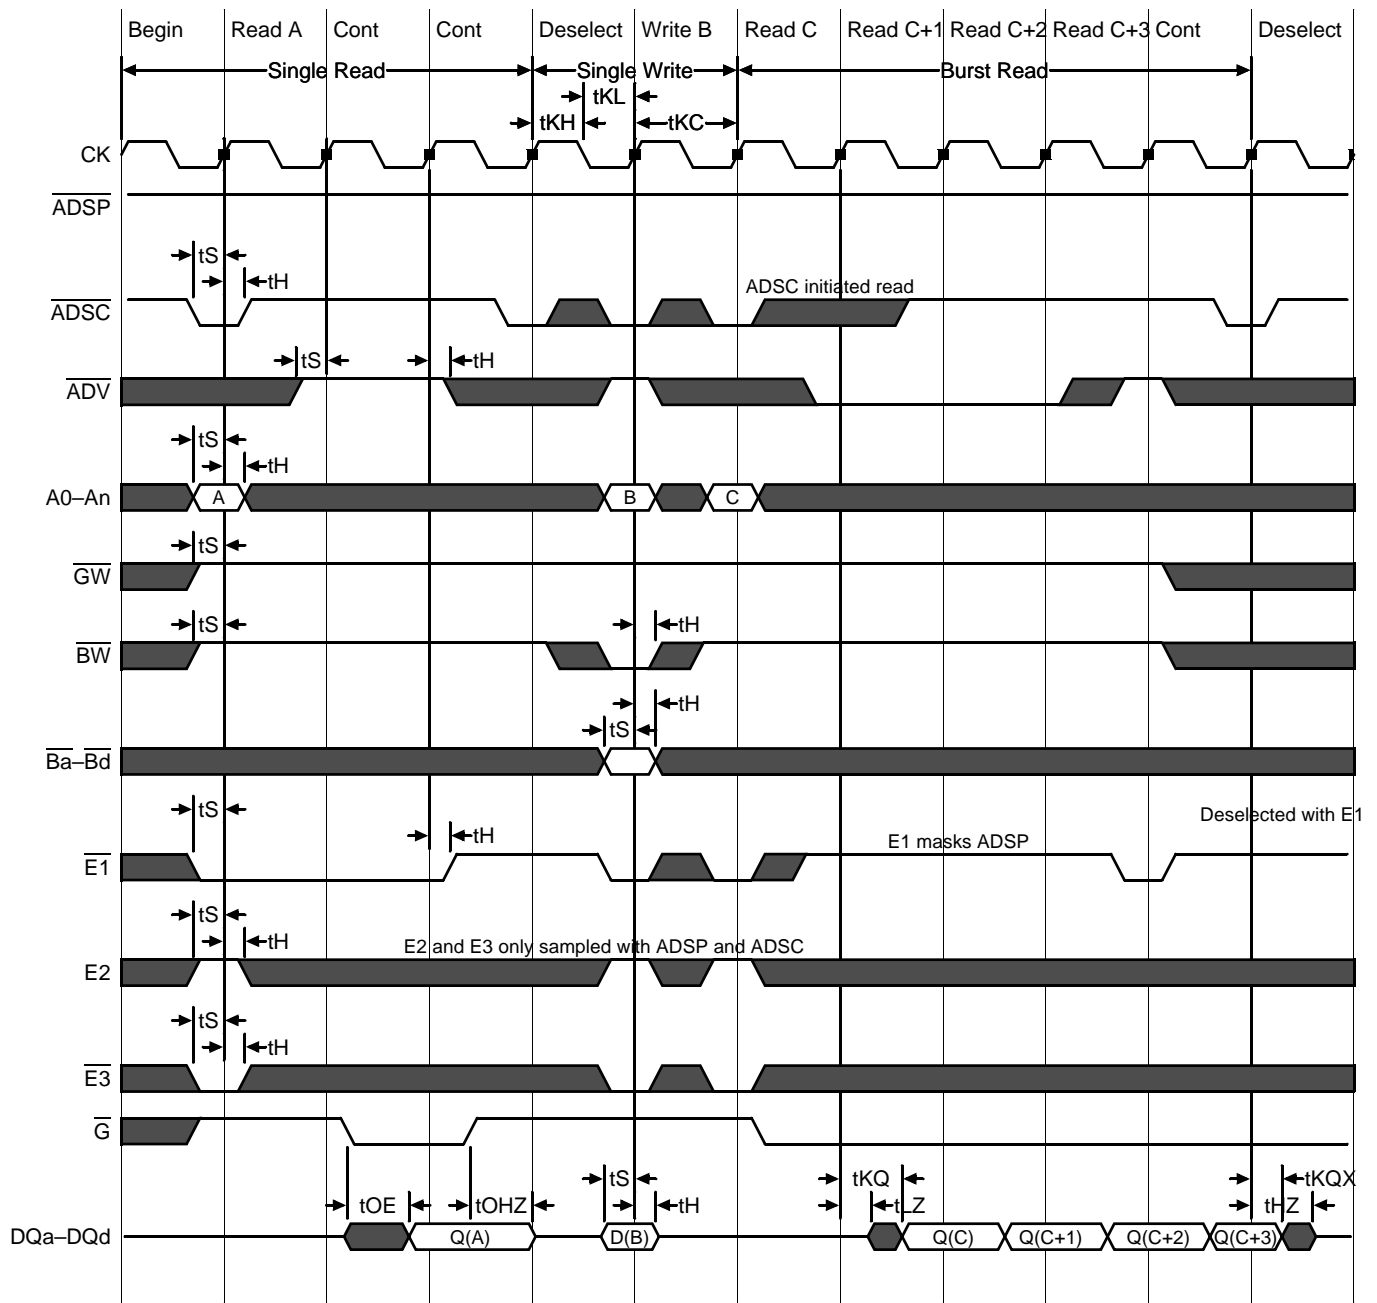 Begin Read A Cont Cont Deselect Write B Read C Read C+1 Read C+2 Read C+3 Cont Deselect
Single Read Single Write Burst Read
tKL
tKH tKC
CK
ADSP
tS
tH
ADSC initiated read
ADSC
tS tH
ADV
tS
tH
A0–An A B C
tS
GW
tS tH
BW
tH
tS
Ba–Bd
tS Deselected with E1
tH E1 masks ADSP
E1
tS
tH E2 and E3 only sampled with ADSP and ADSC
E2
tS
tH
E3
G
tS tKQ tKQX
tOE tOHZ tH tLZ tHZ
DQa–DQd Q(A) D(B) Q(C) Q(C+1) Q(C+2) Q(C+3)